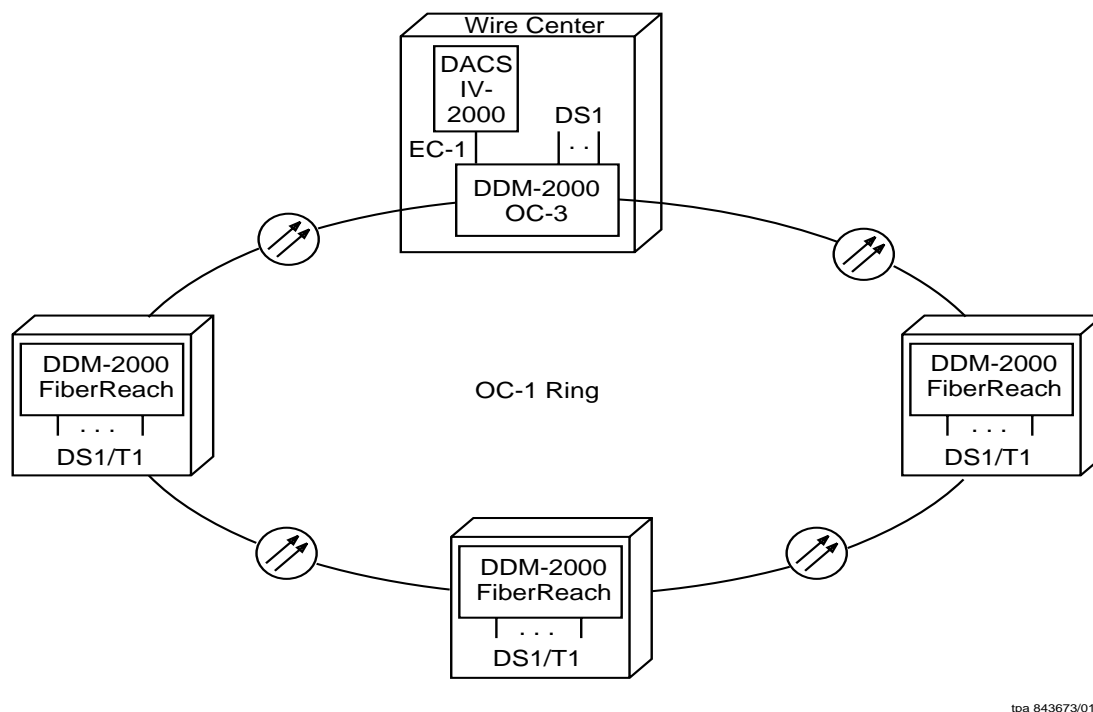 Wire Center
DACS
IV-
2000
DS1
EC-1
. .
DDM-2000
OC-3
DDM-2000
FiberReach
. . .
DS1/T1
OC-1 Ring
DDM-2000
FiberReach
. . .
DS1/T1
DDM-2000
FiberReach
. . .
DS1/T1
tpa 843673/01